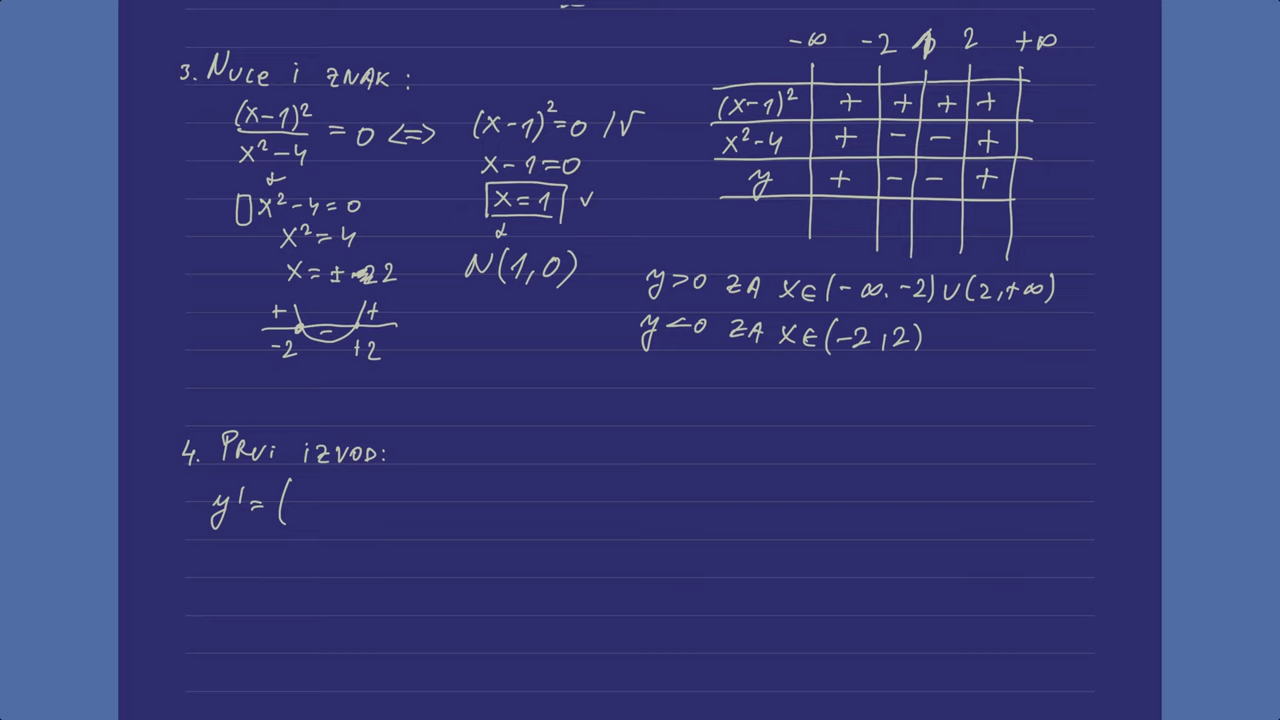 3. NULE i ZNAK:
(x-1)²/x²-4 = 0 <=> (x-1)²=0 /√
x-1=0
x²-4=0
x=1 ✓
x²=4
N(1,0)
x=± 2
+ - +
-2 +2
-∞ -2 1 2 +∞
(x-1)² + + + +
x²-4 + - - +
y + - - +
y>0 ZA x∈(-∞,-2)∪(2,+∞)
y<0 ZA x∈(-2,2)
4. PRVi iZVOD:
y'= (